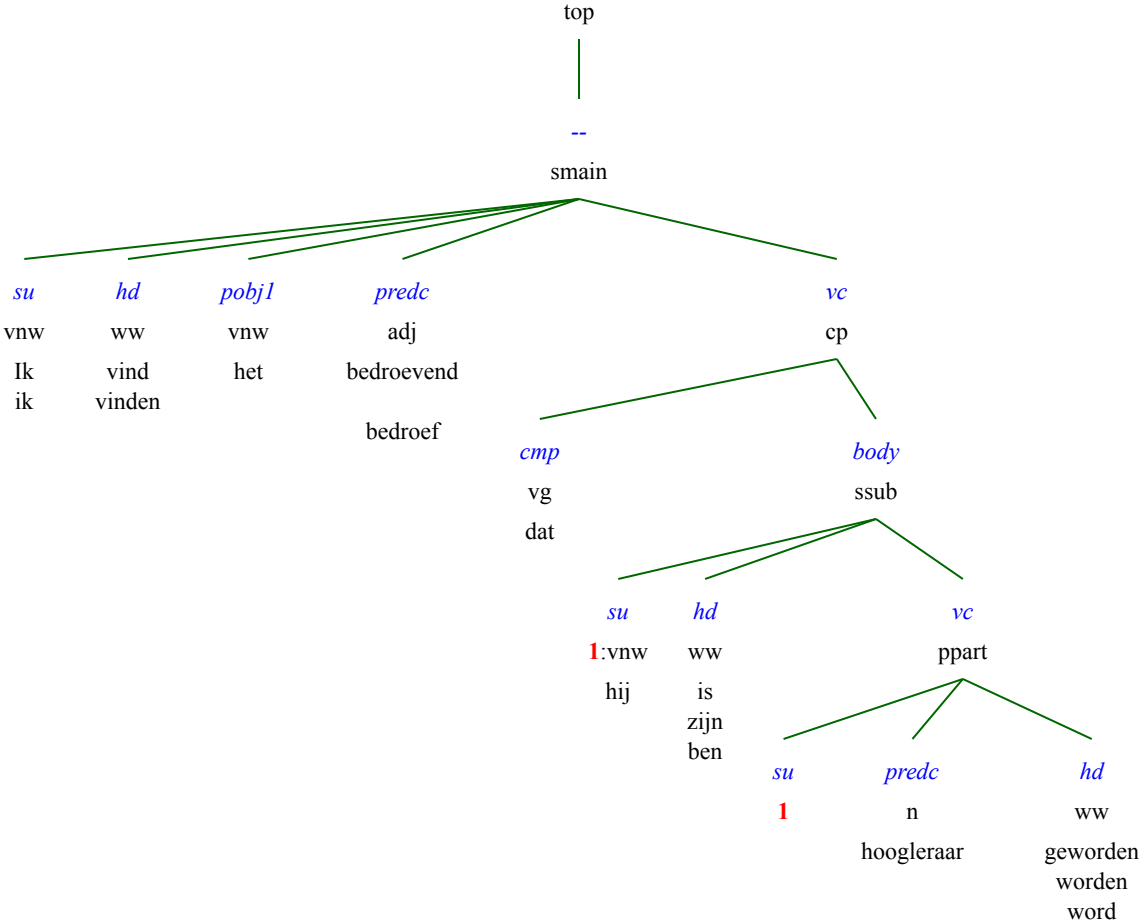 top
--
smain
su hd pobj1 predc vc
vnw ww vnw adj cp
Ik vind het bedroevend
ik vinden
bedroef
cmp body
vg ssub
dat
su hd vc
1:vnw ww ppart
hij is
zijn
ben
su predc hd
1 n ww
hoogleraar geworden
worden
word